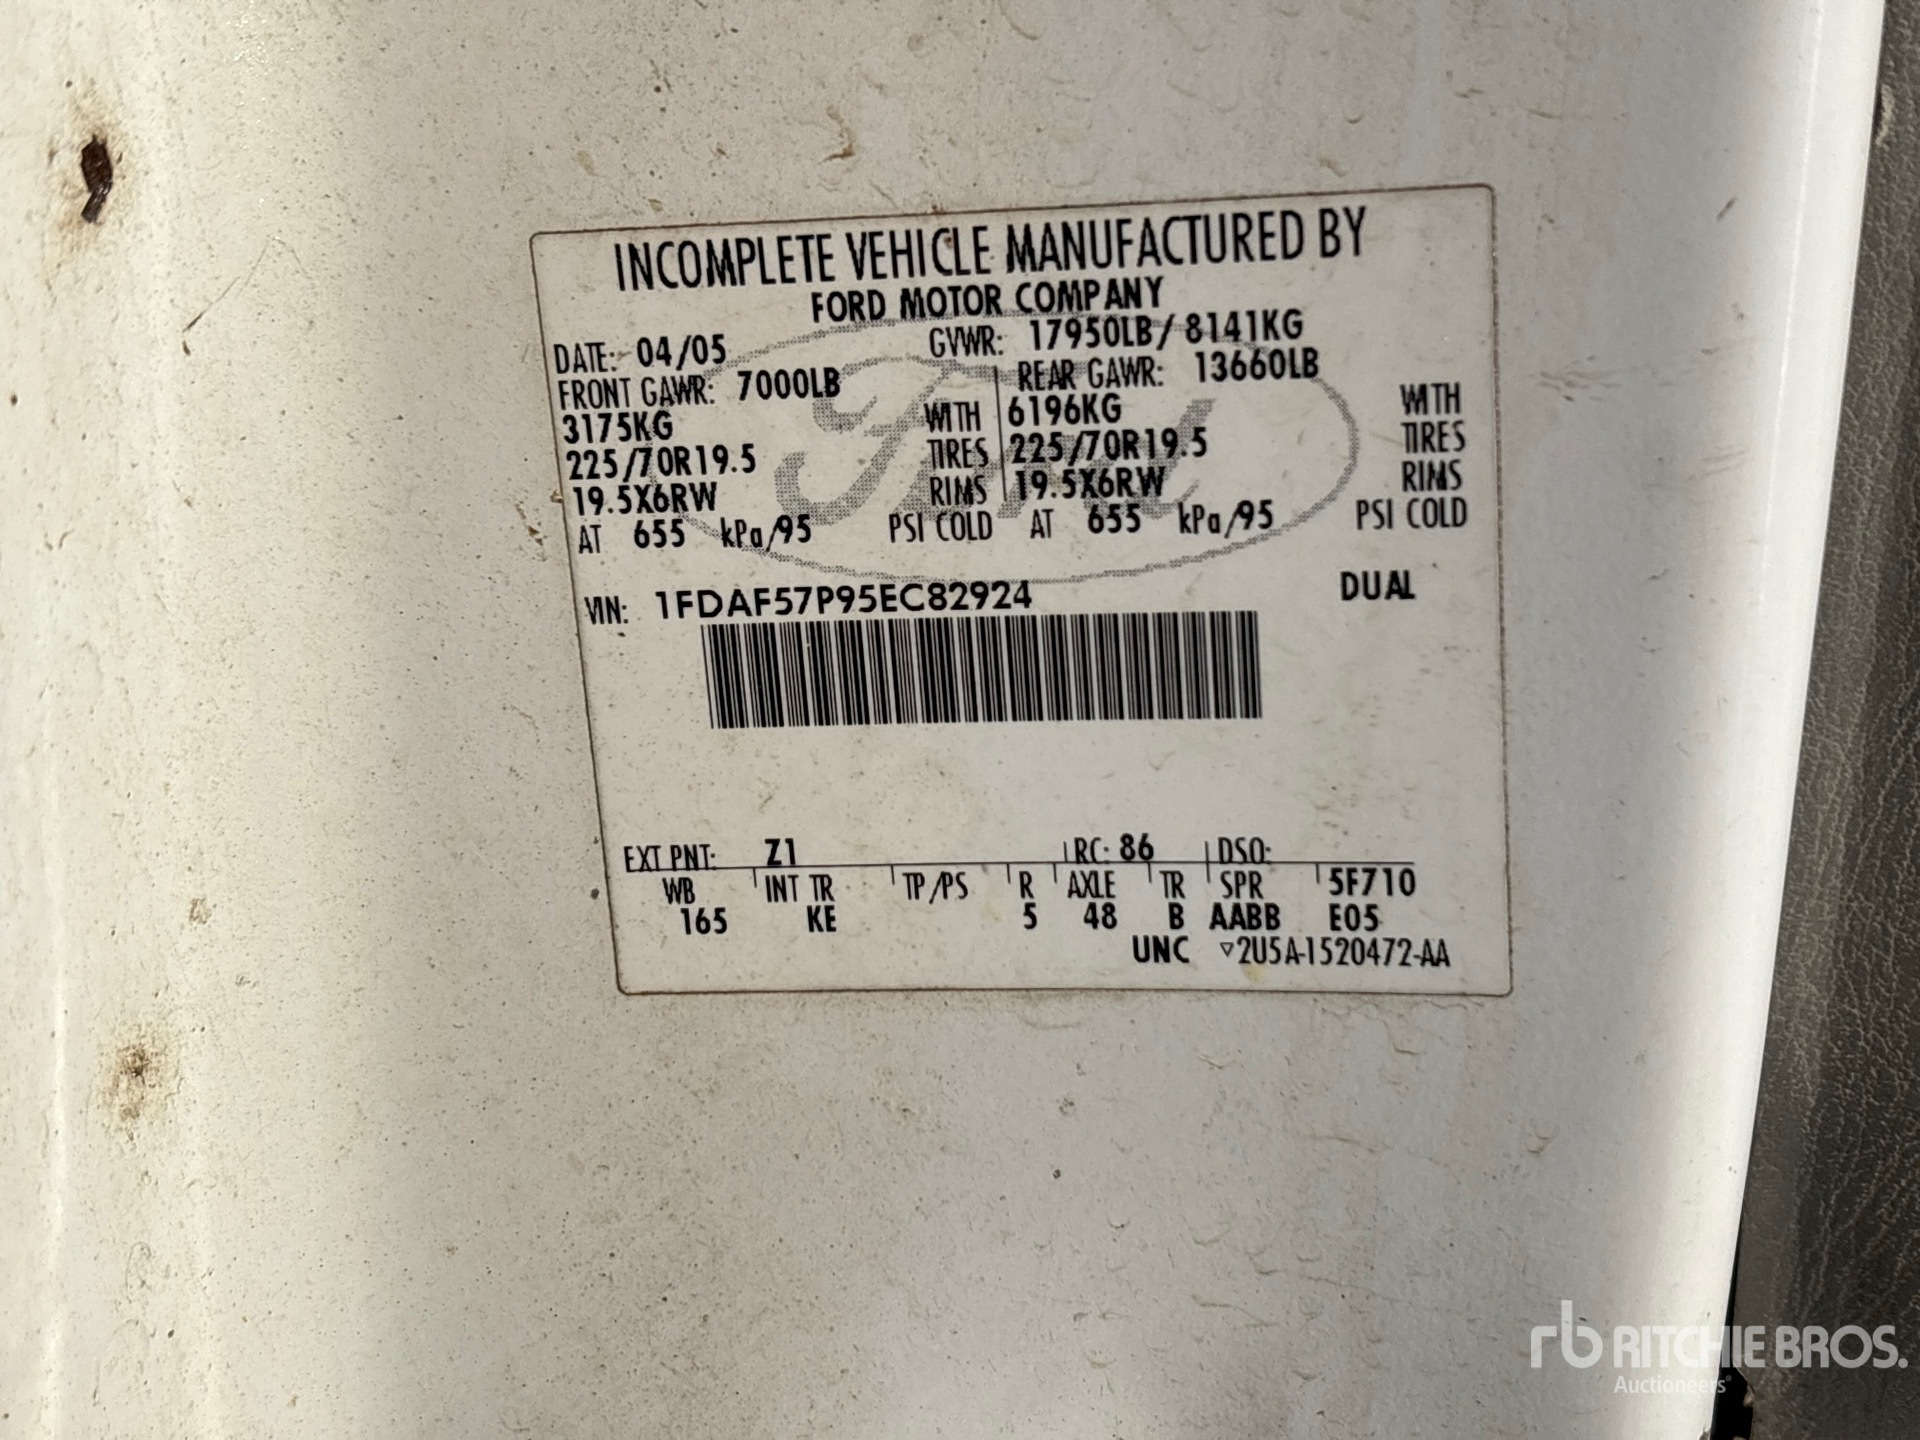 INCOMPLETE VEHICLE MANUFACTURED BY
FORD MOTOR COMPANY
DATE: 04/05 GVWR: 17950LB/ 8141KG
FRONT GAWR: 7000LB REAR GAWR: 13660LB
3175KG WITH 6196KG WITH
225/70R19.5 TIRES 225/70R19.5 TIRES
19.5X6RW RIMS 19.5X6RW RIMS
AT 655 kPa/95 PSI COLD AT 655 kPa/95 PSI COLD
VIN: 1FDAF57P95EC82924 DUAL
EXT PNT: Z1 RC: 86 DSO:
WB INT TR TP/PS R AXLE TR SPR 5F710
165 KE 5 48 B AABB E05
UNC ▽2U5A-1520472-AA
Ford
rb RITCHIE BROS.
Auctioneers